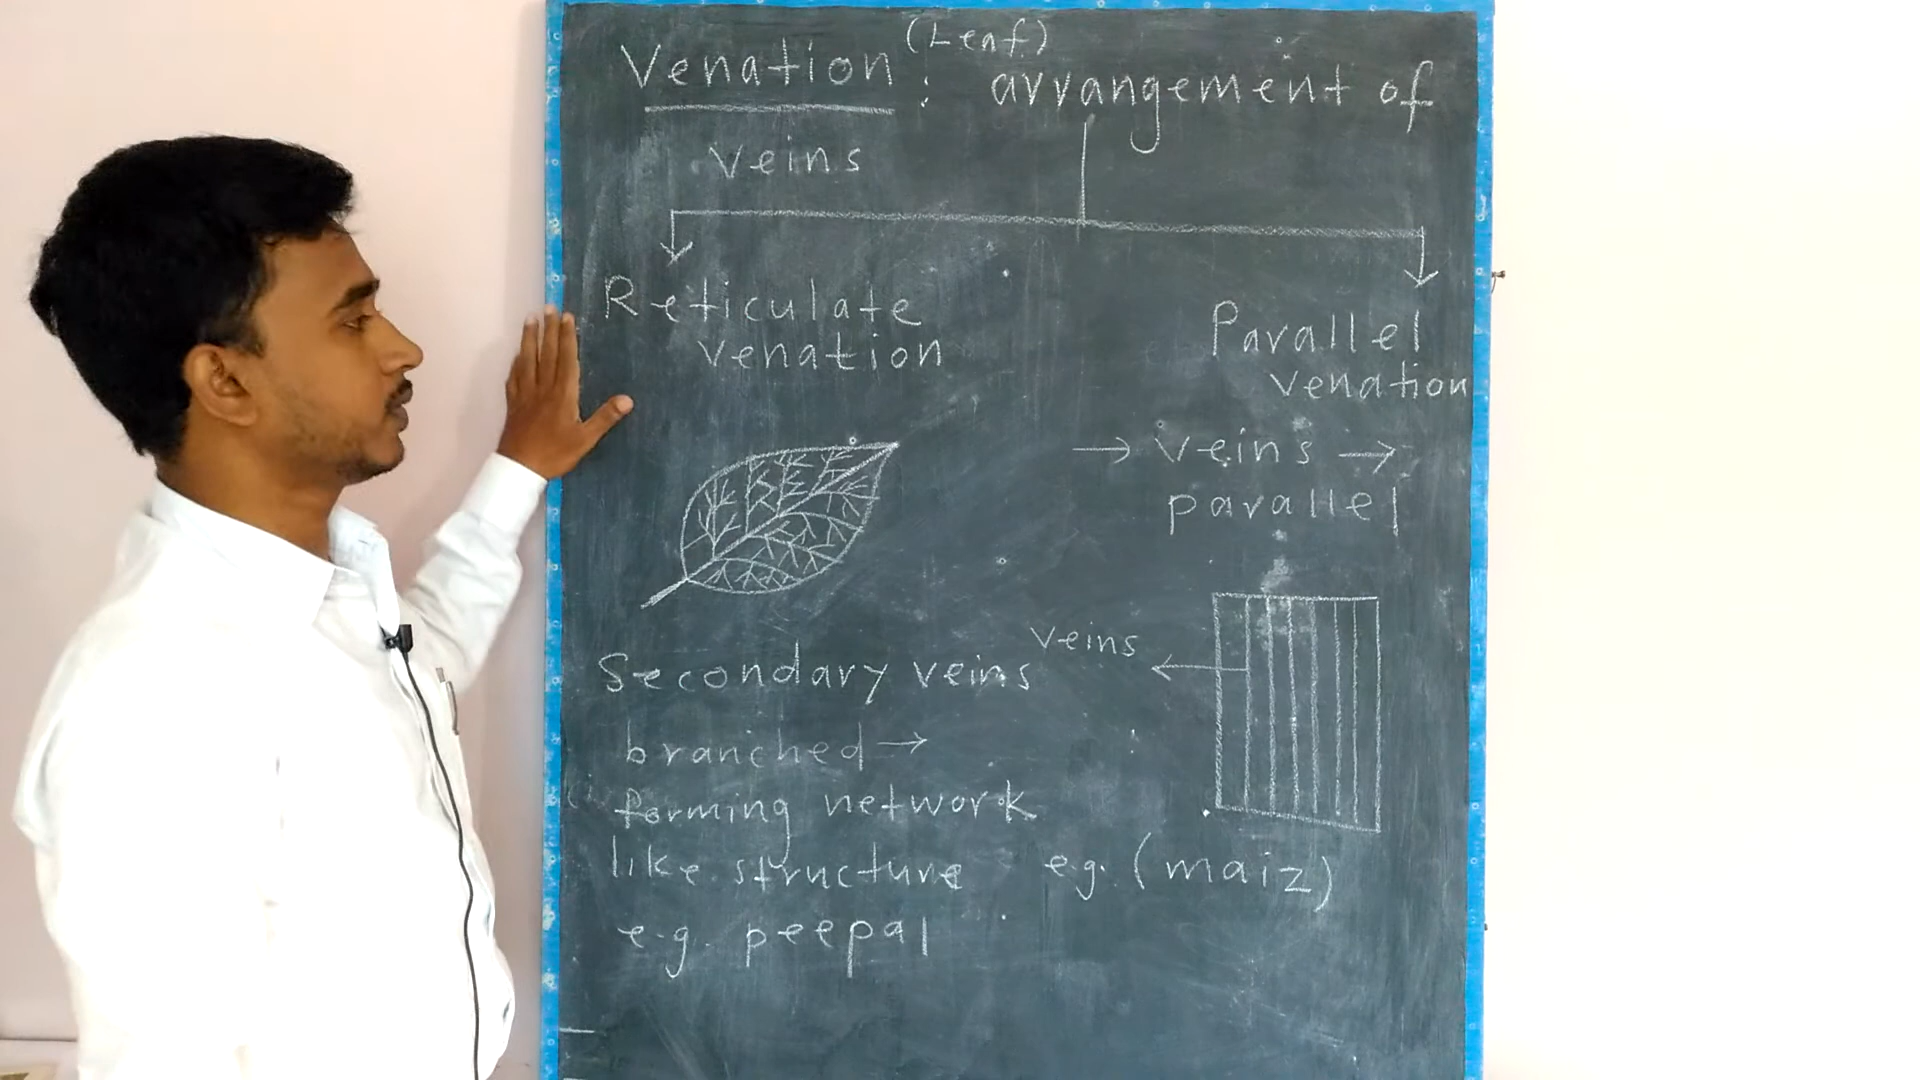 (Leaf)
Venation : arrangement of
veins
Reticulate
venation
Secondary veins
branched →
forming network
like structure
e.g. peepal
Parallel
venation
→ veins →
parallel
veins
e.g. (maiz)